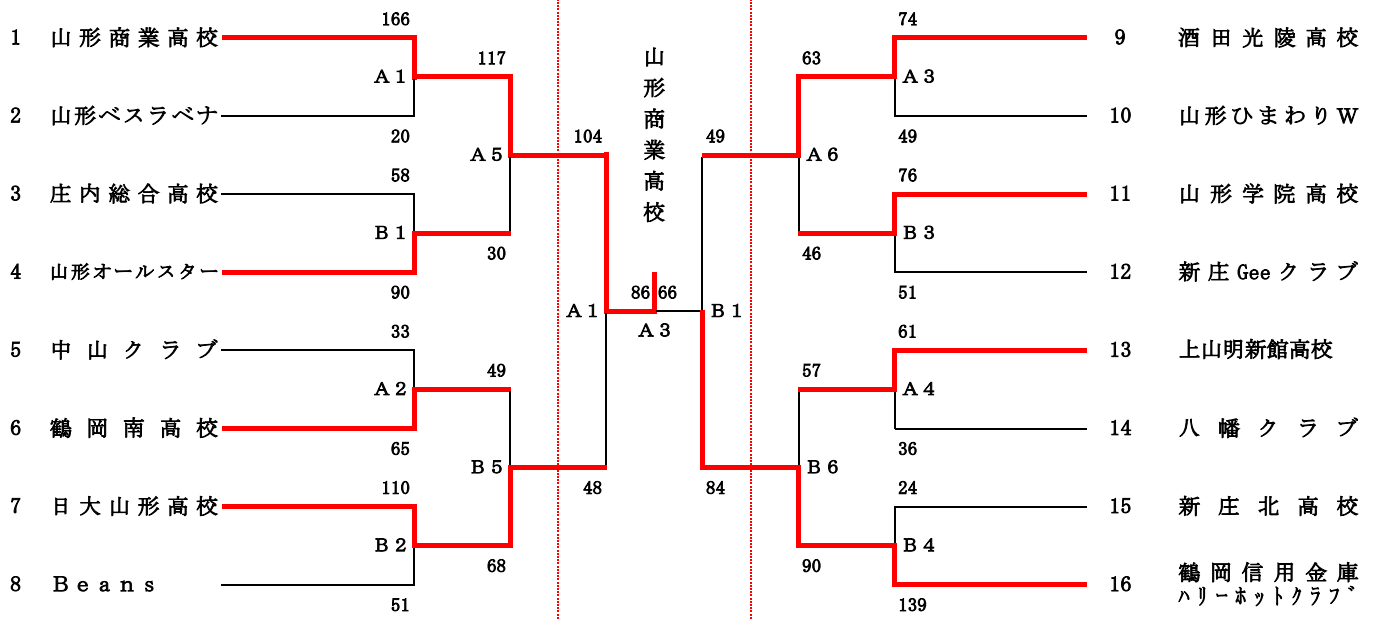 166
74
1 山形商業高校
9 酒田光陵高校
117
山形商業高校
63
A1
A3
2 山形ベスラベナ
10 山形ひまわりW
20
104
49
49
A5
A6
58
76
3 庄内総合高校
11 山形学院高校
B1
B3
30
46
4 山形オールスター
12 新庄Geeクラブ
90
86 66
51
A1
B1
A3
33
61
5 中山クラブ
13 上山明新館高校
49
57
A2
A4
6 鶴岡南高校
14 八幡クラブ
65
36
B5
B6
110
48
84
24
7 日大山形高校
15 新庄北高校
B2
B4
68
90
8 Beans
16 鶴岡信用金庫
ハリーホットクラブ
51
139